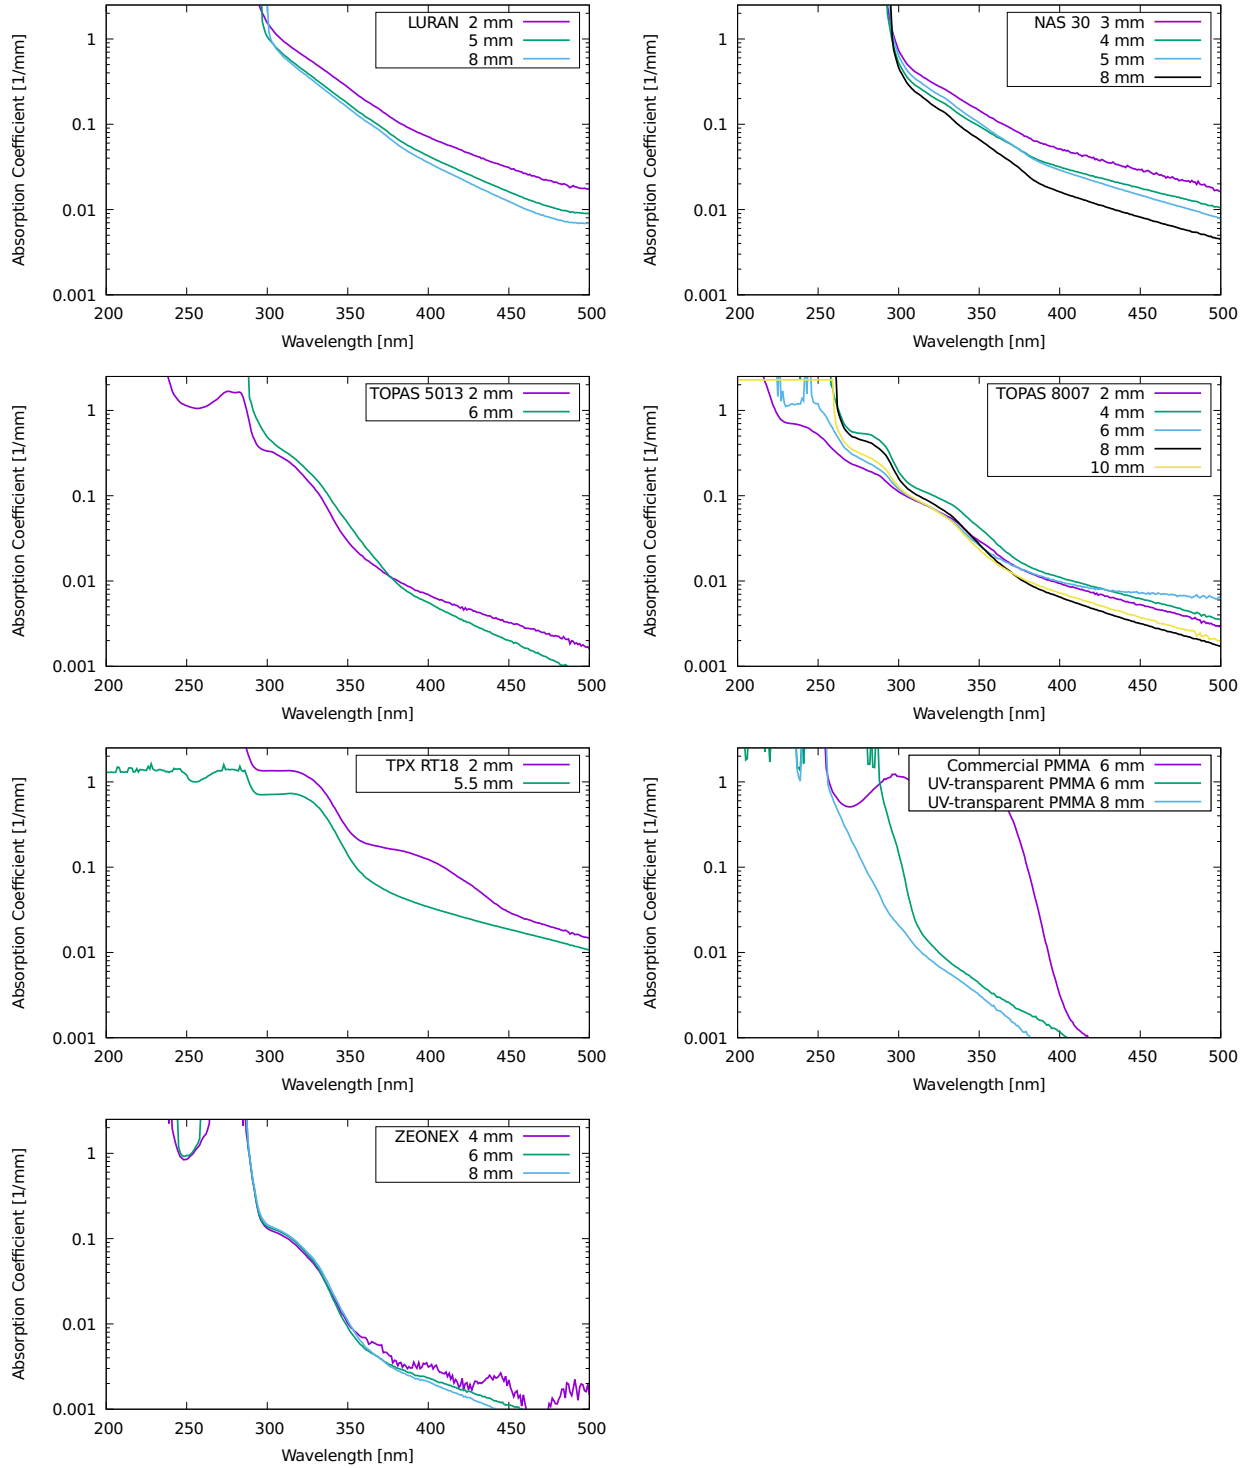 LURAN 2 mm
5 mm
8 mm
Absorption Coefficient [1/mm]
1
0.1
0.01
0.001
200 250 300 350 400 450 500
Wavelength [nm]
NAS 30 3 mm
4 mm
5 mm
8 mm
Absorption Coefficient [1/mm]
1
0.1
0.01
0.001
200 250 300 350 400 450 500
Wavelength [nm]
TOPAS 5013 2 mm
6 mm
Absorption Coefficient [1/mm]
1
0.1
0.01
0.001
200 250 300 350 400 450 500
Wavelength [nm]
TOPAS 8007 2 mm
4 mm
6 mm
8 mm
10 mm
Absorption Coefficient [1/mm]
1
0.1
0.01
0.001
200 250 300 350 400 450 500
Wavelength [nm]
TPX RT18 2 mm
5.5 mm
Absorption Coefficient [1/mm]
1
0.1
0.01
0.001
200 250 300 350 400 450 500
Wavelength [nm]
Commercial PMMA 6 mm
UV-transparent PMMA 6 mm
UV-transparent PMMA 8 mm
Absorption Coefficient [1/mm]
1
0.1
0.01
0.001
200 250 300 350 400 450 500
Wavelength [nm]
ZEONEX 4 mm
6 mm
8 mm
Absorption Coefficient [1/mm]
1
0.1
0.01
0.001
200 250 300 350 400 450 500
Wavelength [nm]